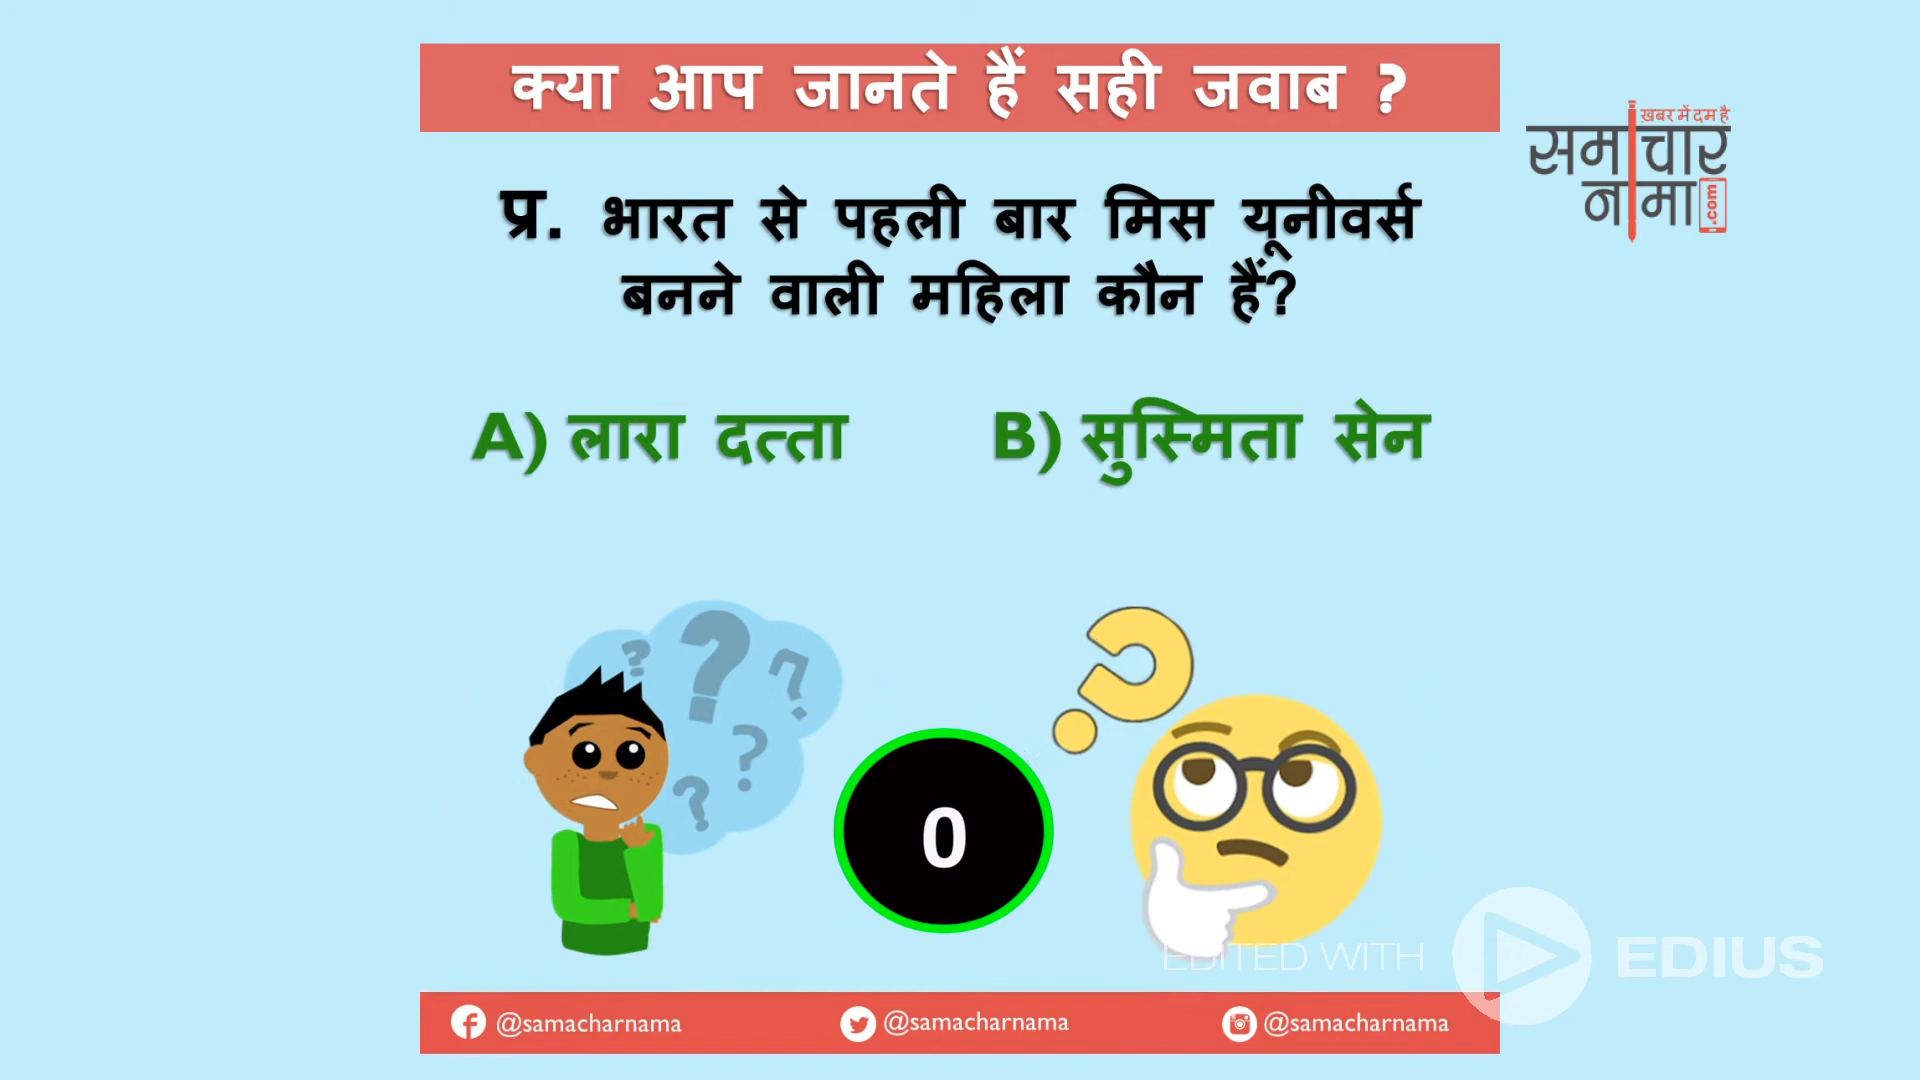 क्या आप जानते हैं सही जवाब ?
ख़बर में दम है
समाचार
नामा.com
प्र. भारत से पहली बार मिस यूनीवर्स
बनने वाली महिला कौन हैं?
A) लारा दत्ता B) सुस्मिता सेन
? ? ? ? ?
?
0
EDITED WITH EDIUS
@samacharnama @samacharnama @samacharnama